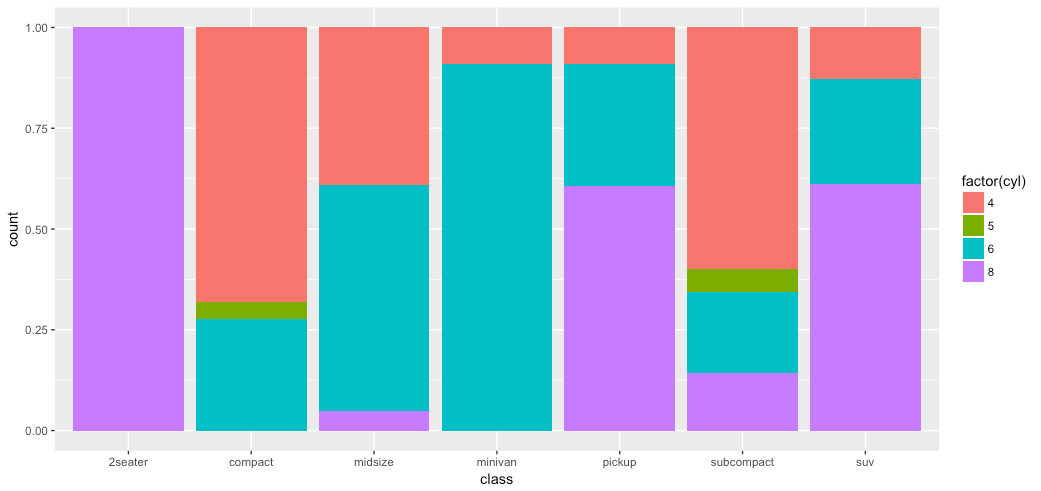 1.00
0.75
0.50
0.25
0.00
count
2seater compact midsize minivan pickup subcompact suv
class
factor(cyl)
4
5
6
8